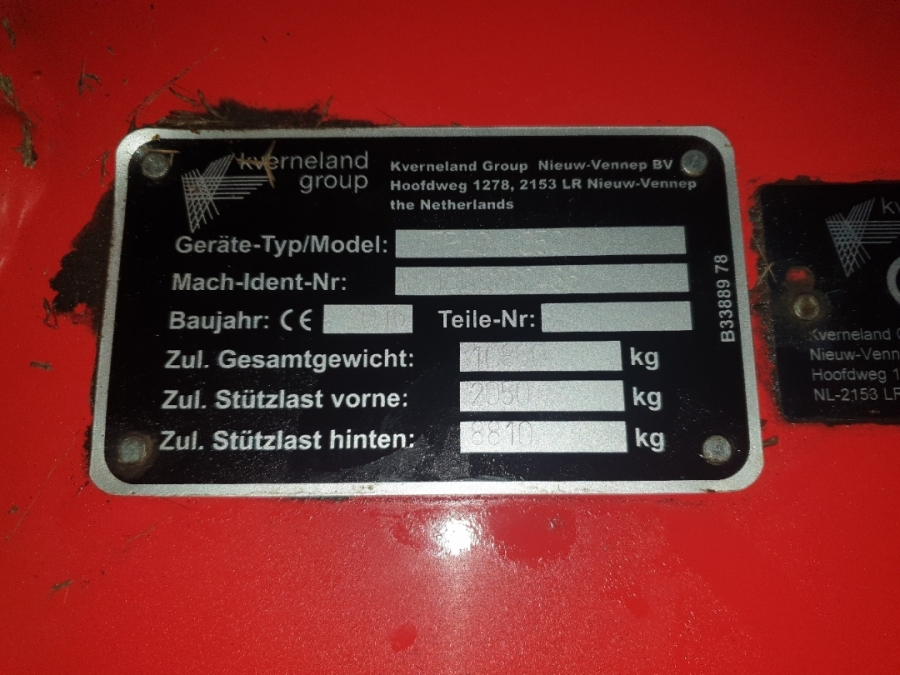 kverneland
group
Kverneland Group Nieuw-Vennep BV
Hoofdweg 1278, 2153 LR Nieuw-Vennep
the Netherlands
Geräte-Typ/Model:
Mach-Ident-Nr:
Baujahr: CE Teile-Nr:
Zul. Gesamtgewicht: kg
Zul. Stützlast vorne: 2050 kg
Zul. Stützlast hinten: 8810 kg
B33889 78
Kverneland
Nieuw-Venn
Hoofdweg
NL-2153